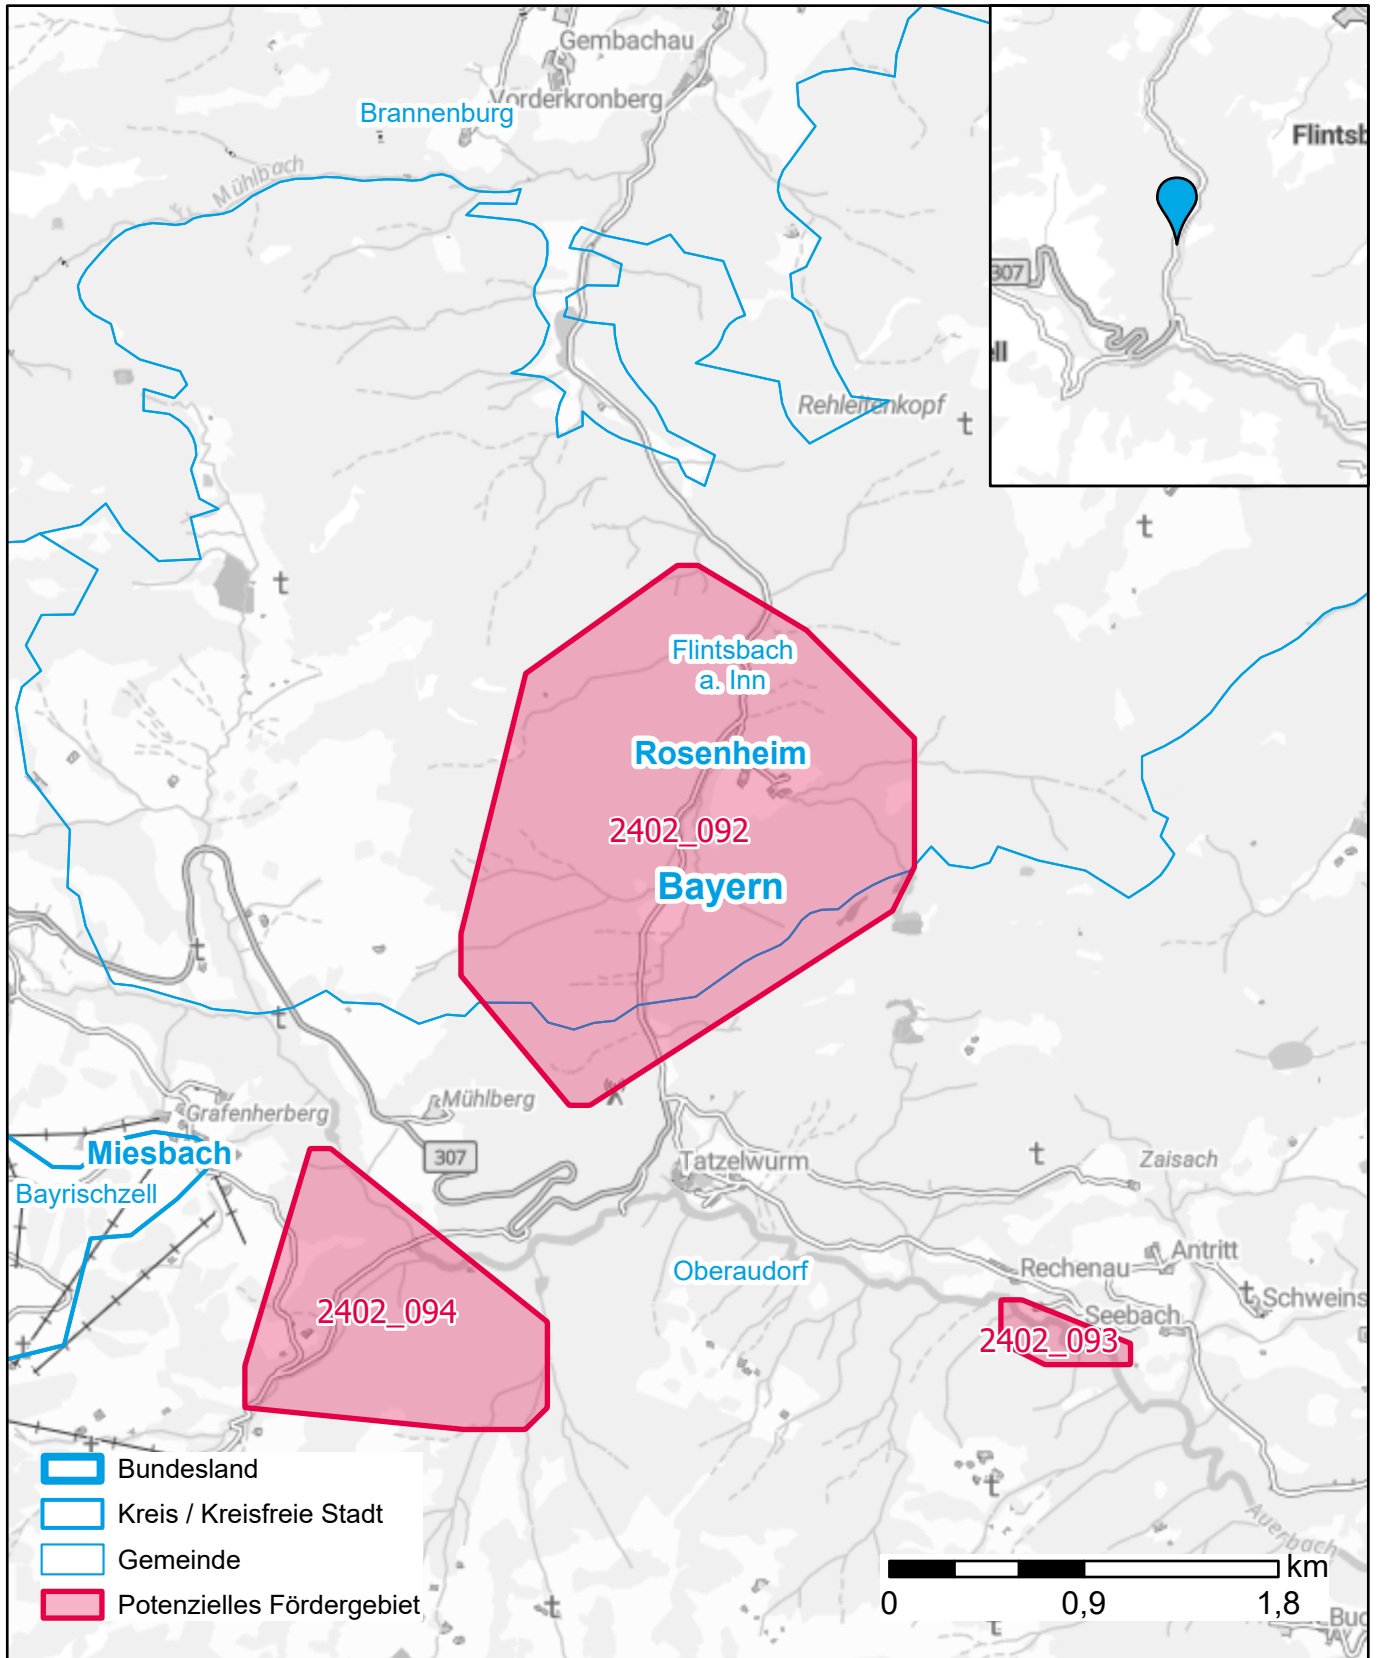 Gembachau
Vorderkronberg
Brannenburg
Mühlbach
Flintsb
307
ll
Rehleitenkopf
Flintsbach
a. Inn
Rosenheim
2402_092
Bayern
Mühlberg
Grafenherberg
Miesbach
307
Bayrischzell
Tatzelwurm
Zaisach
Oberaudorf
Antritt
Rechenau
Schweins
Seebach
2402_094
2402_093
Auerbach
Bundesland
Kreis / Kreisfreie Stadt
Gemeinde
Potenzielles Fördergebiet
km
0 0,9 1,8
Buc